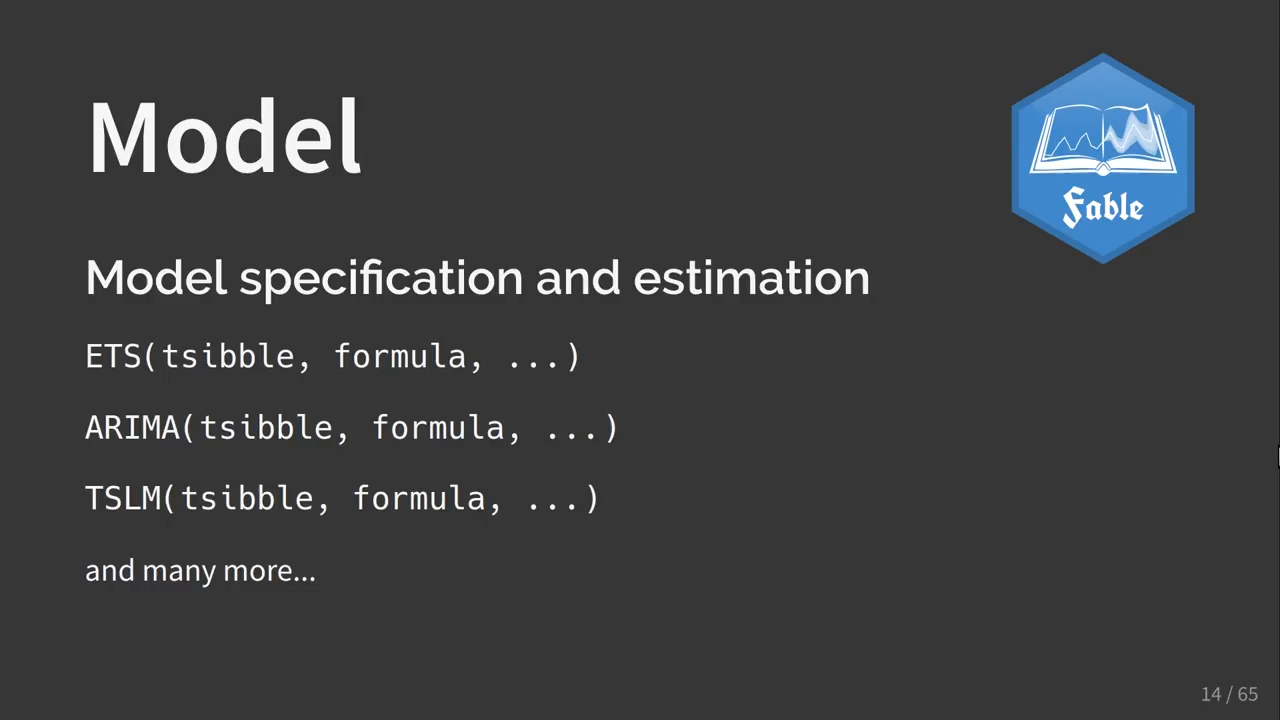 Model
Fable
Model specification and estimation
ETS(tsibble, formula, ...)
ARIMA(tsibble, formula, ...)
TSLM(tsibble, formula, ...)
and many more...
14 / 65